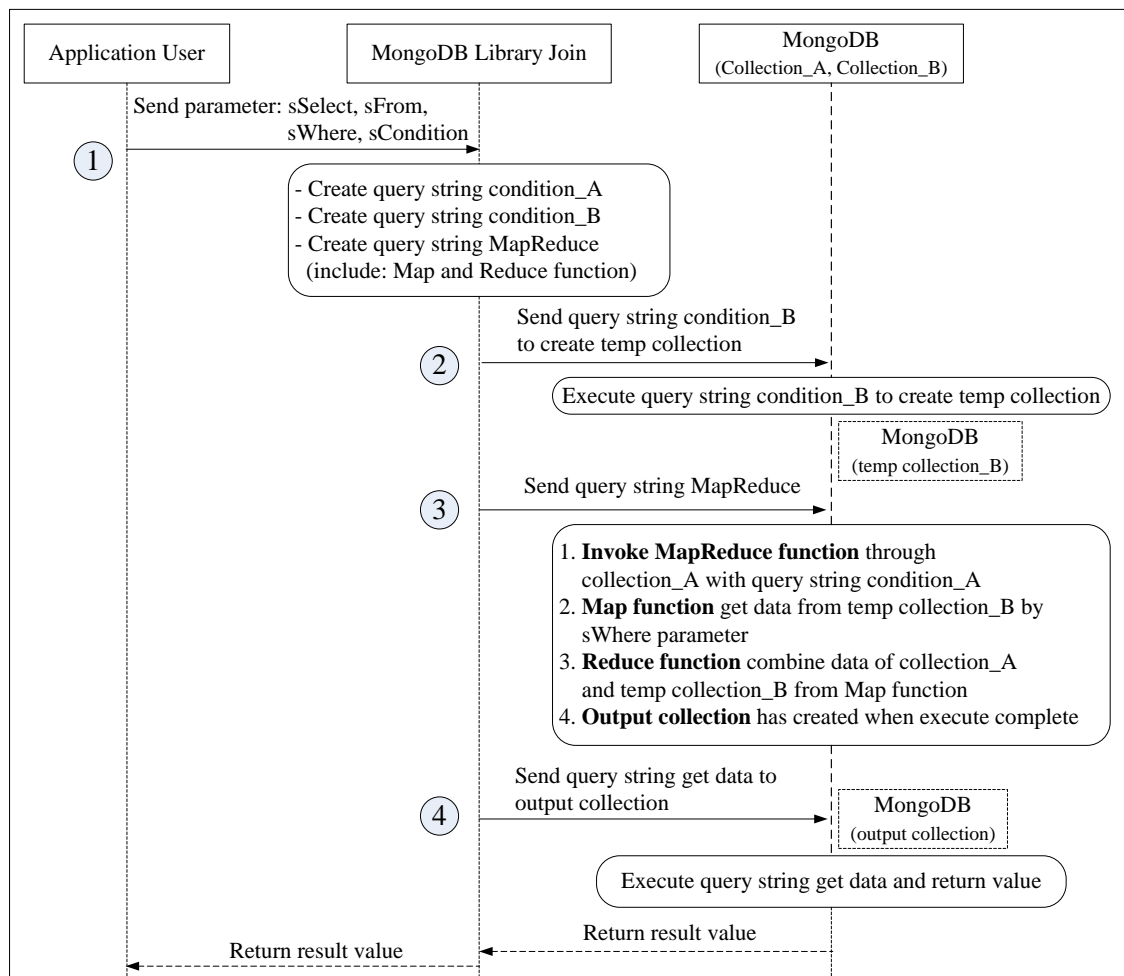 Application User
MongoDB Library Join
MongoDB
(Collection_A, Collection_B)
Send parameter: sSelect, sFrom,
sWhere, sCondition
1
- Create query string condition_A
- Create query string condition_B
- Create query string MapReduce
(include: Map and Reduce function)
Send query string condition_B
to create temp collection
2
Execute query string condition_B to create temp collection
MongoDB
(temp collection_B)
Send query string MapReduce
3
1. Invoke MapReduce function through
collection_A with query string condition_A
2. Map function get data from temp collection_B by
sWhere parameter
3. Reduce function combine data of collection_A
and temp collection_B from Map function
4. Output collection has created when execute complete
Send query string get data to
output collection
4
MongoDB
(output collection)
Execute query string get data and return value
Return result value
Return result value